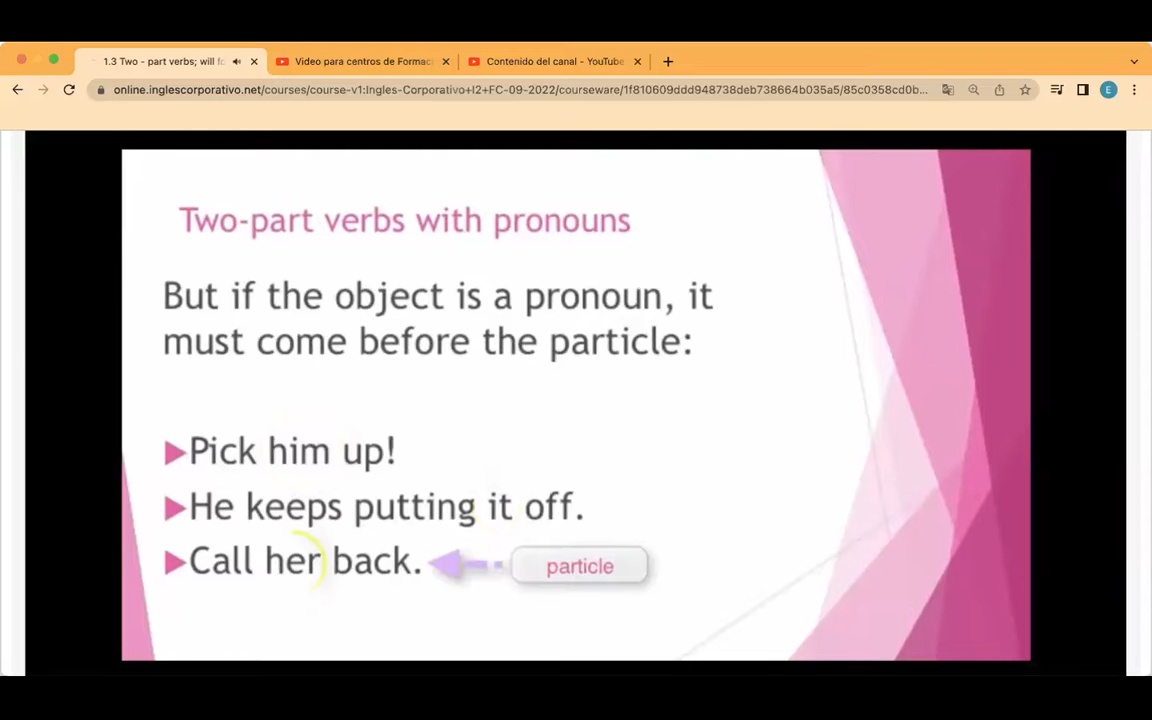 1.3 Two - part verbs; will fo
Video para centros de Formac
Contenido del canal - YouTube
online.inglescorporativo.net/courses/course-v1:Ingles-Corporativo+I2+FC-09-2022/courseware/1f810609ddd948738deb738664b035a5/85c0358cd0b...
E
Two-part verbs with pronouns
But if the object is a pronoun, it
must come before the particle:
Pick him up!
He keeps putting it off.
Call her back.
particle